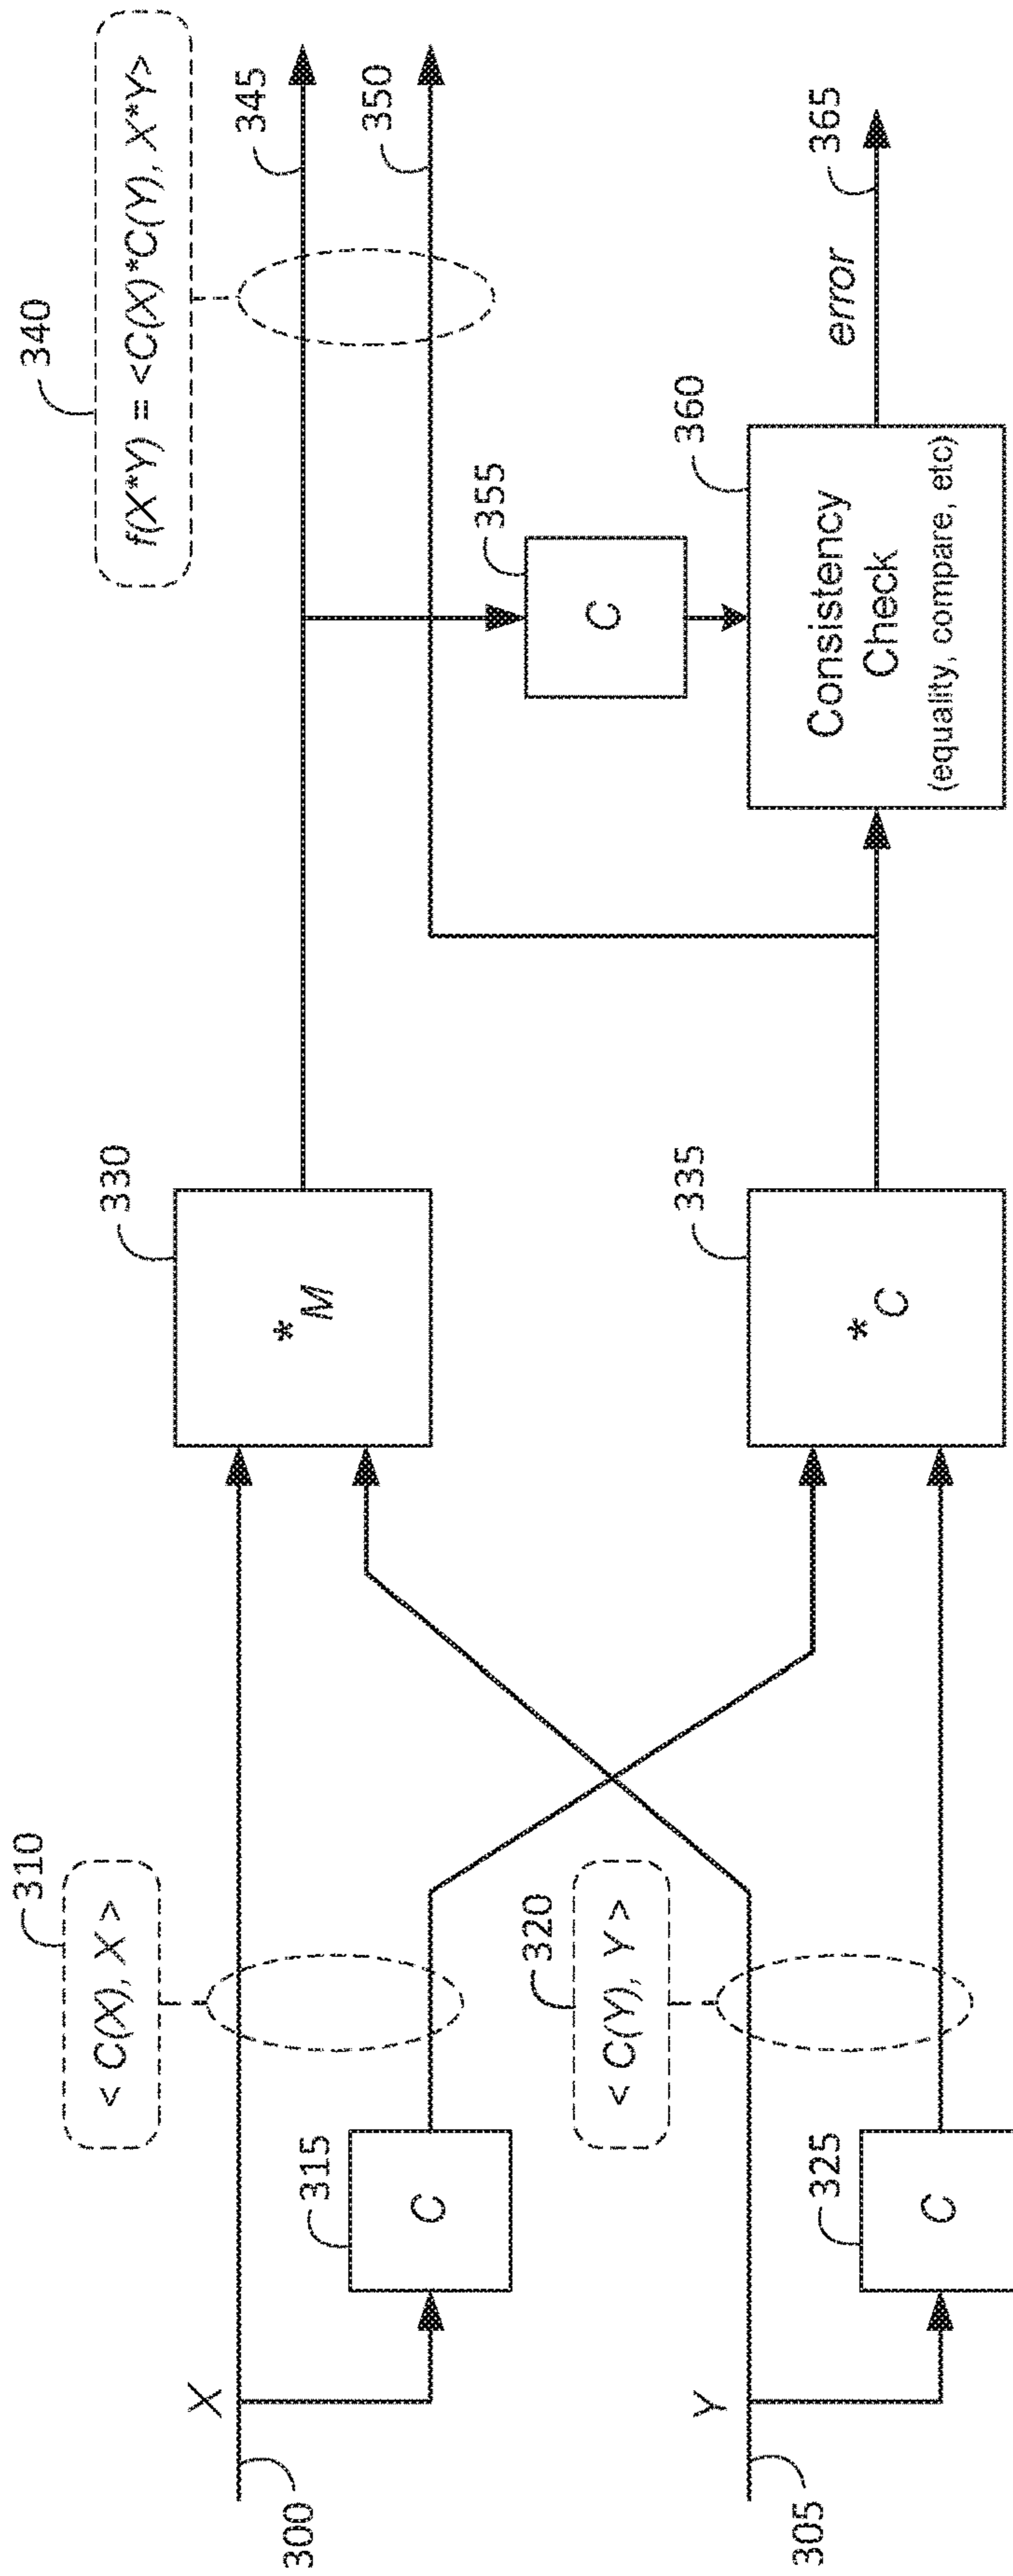 310
< C(X), X >
X
300
315
C
320
< C(Y), Y >
Y
305
325
C
330
* M
335
* C
340
f(X*Y) = <C(X)*C(Y), X*Y>
345
350
355
C
360
Consistency
Check
(equality, compare, etc)
error
365